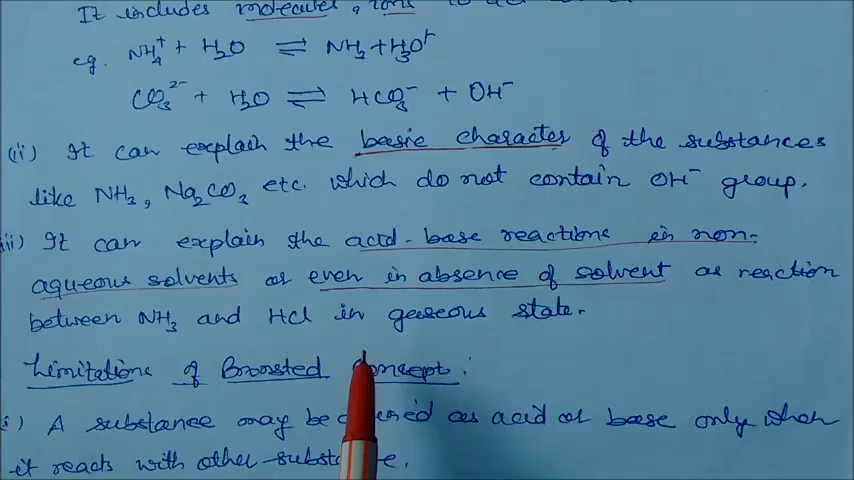 It includes molecules, ions
eg. NH₄⁺ + H₂O ⇌ NH₃ + H₃O⁺
CO₃²⁻ + H₂O ⇌ HCO₃⁻ + OH⁻
(ii) It can explain the basic character of the substances
like NH₃, Na₂CO₃ etc. which do not contain OH⁻ group.
iii) It can explain the acid-base reactions in non-
aqueous solvents or even in absence of solvent as reaction
between NH₃ and HCl in gaseous state.
Limitations of Bronsted Concept:
i) A substance may be as acid or base only when
it reacts with other substance.